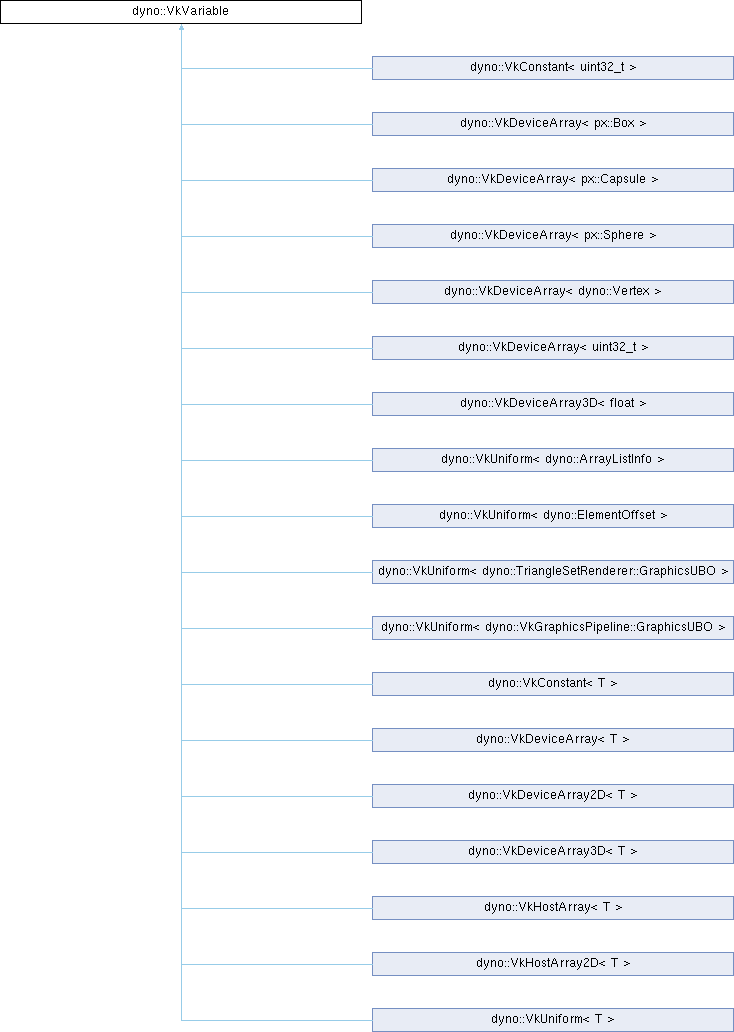 dyno::VkVariable
dyno::VkConstant< uint32_t >
dyno::VkDeviceArray< px::Box >
dyno::VkDeviceArray< px::Capsule >
dyno::VkDeviceArray< px::Sphere >
dyno::VkDeviceArray< dyno::Vertex >
dyno::VkDeviceArray< uint32_t >
dyno::VkDeviceArray3D< float >
dyno::VkUniform< dyno::ArrayListInfo >
dyno::VkUniform< dyno::ElementOffset >
dyno::VkUniform< dyno::TriangleSetRenderer::GraphicsUBO >
dyno::VkUniform< dyno::VkGraphicsPipeline::GraphicsUBO >
dyno::VkConstant< T >
dyno::VkDeviceArray< T >
dyno::VkDeviceArray2D< T >
dyno::VkDeviceArray3D< T >
dyno::VkHostArray< T >
dyno::VkHostArray2D< T >
dyno::VkUniform< T >